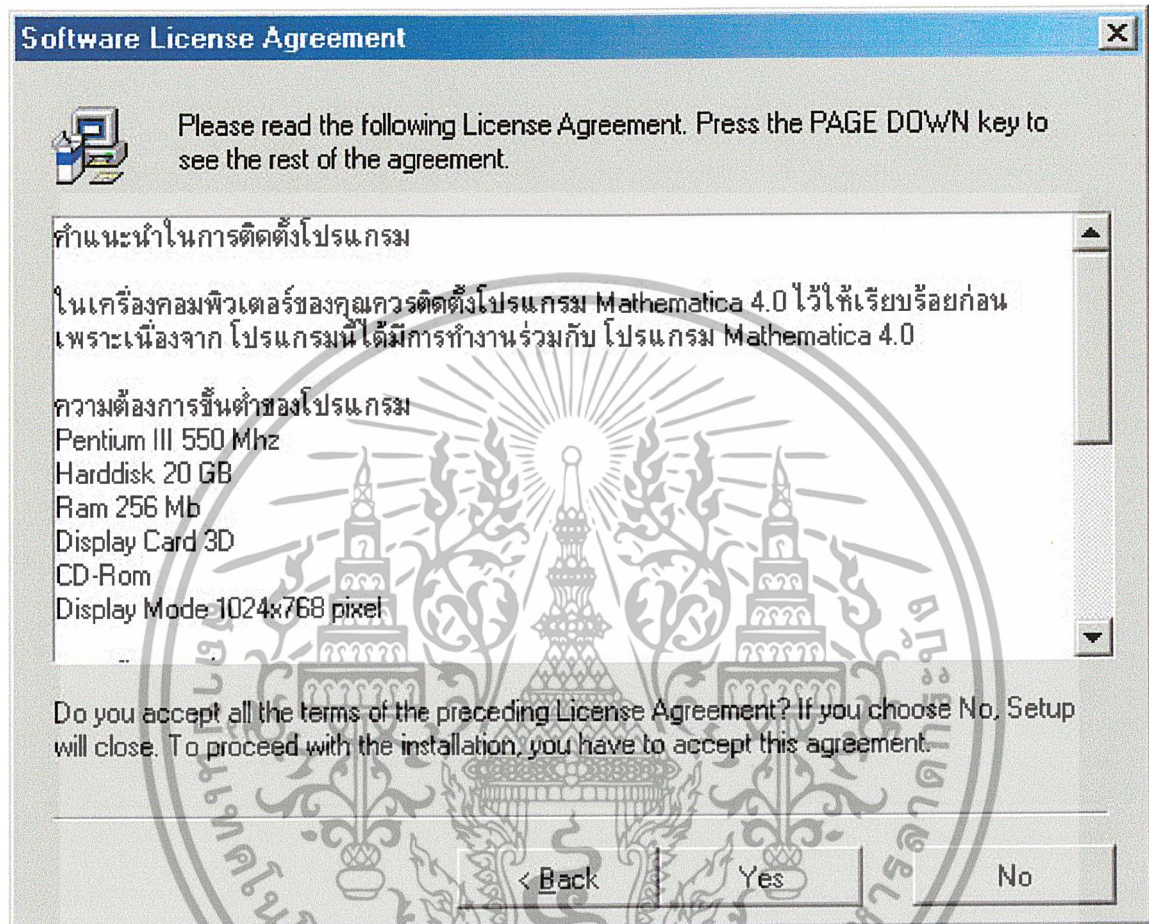 Software License Agreement
Please read the following License Agreement. Press the PAGE DOWN key to
see the rest of the agreement.
คำแนะนำในการติดตั้งโปรแกรม
ในเครื่องคอมพิวเตอร์ของคุณควรติดตั้งโปรแกรม Mathematica 4.0 ไว้ให้เรียบร้อยก่อน
เพราะเนื่องจาก โปรแกรมนี้ได้มีการทำงานร่วมกับ โปรแกรม Mathematica 4.0
ความต้องการขั้นต่ำของโปรแกรม
Pentium III 550 Mhz
Harddisk 20 GB
Ram 256 Mb
Display Card 3D
CD-Rom
Display Mode 1024x768 pixel
Do you accept all the terms of the preceding License Agreement? If you choose No, Setup
will close. To proceed with the installation, you have to accept this agreement.
< Back
Yes
No